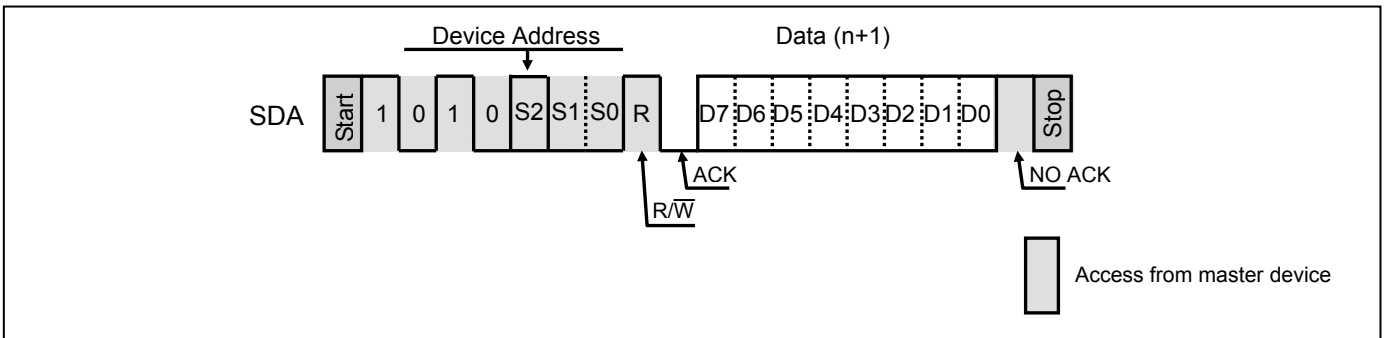 Device Address Data (n+1)
SDA Start 1 0 1 0 S2 S1 S0 R D7 D6 D5 D4 D3 D2 D1 D0 Stop
ACK NO ACK
R/W̅
Access from master device